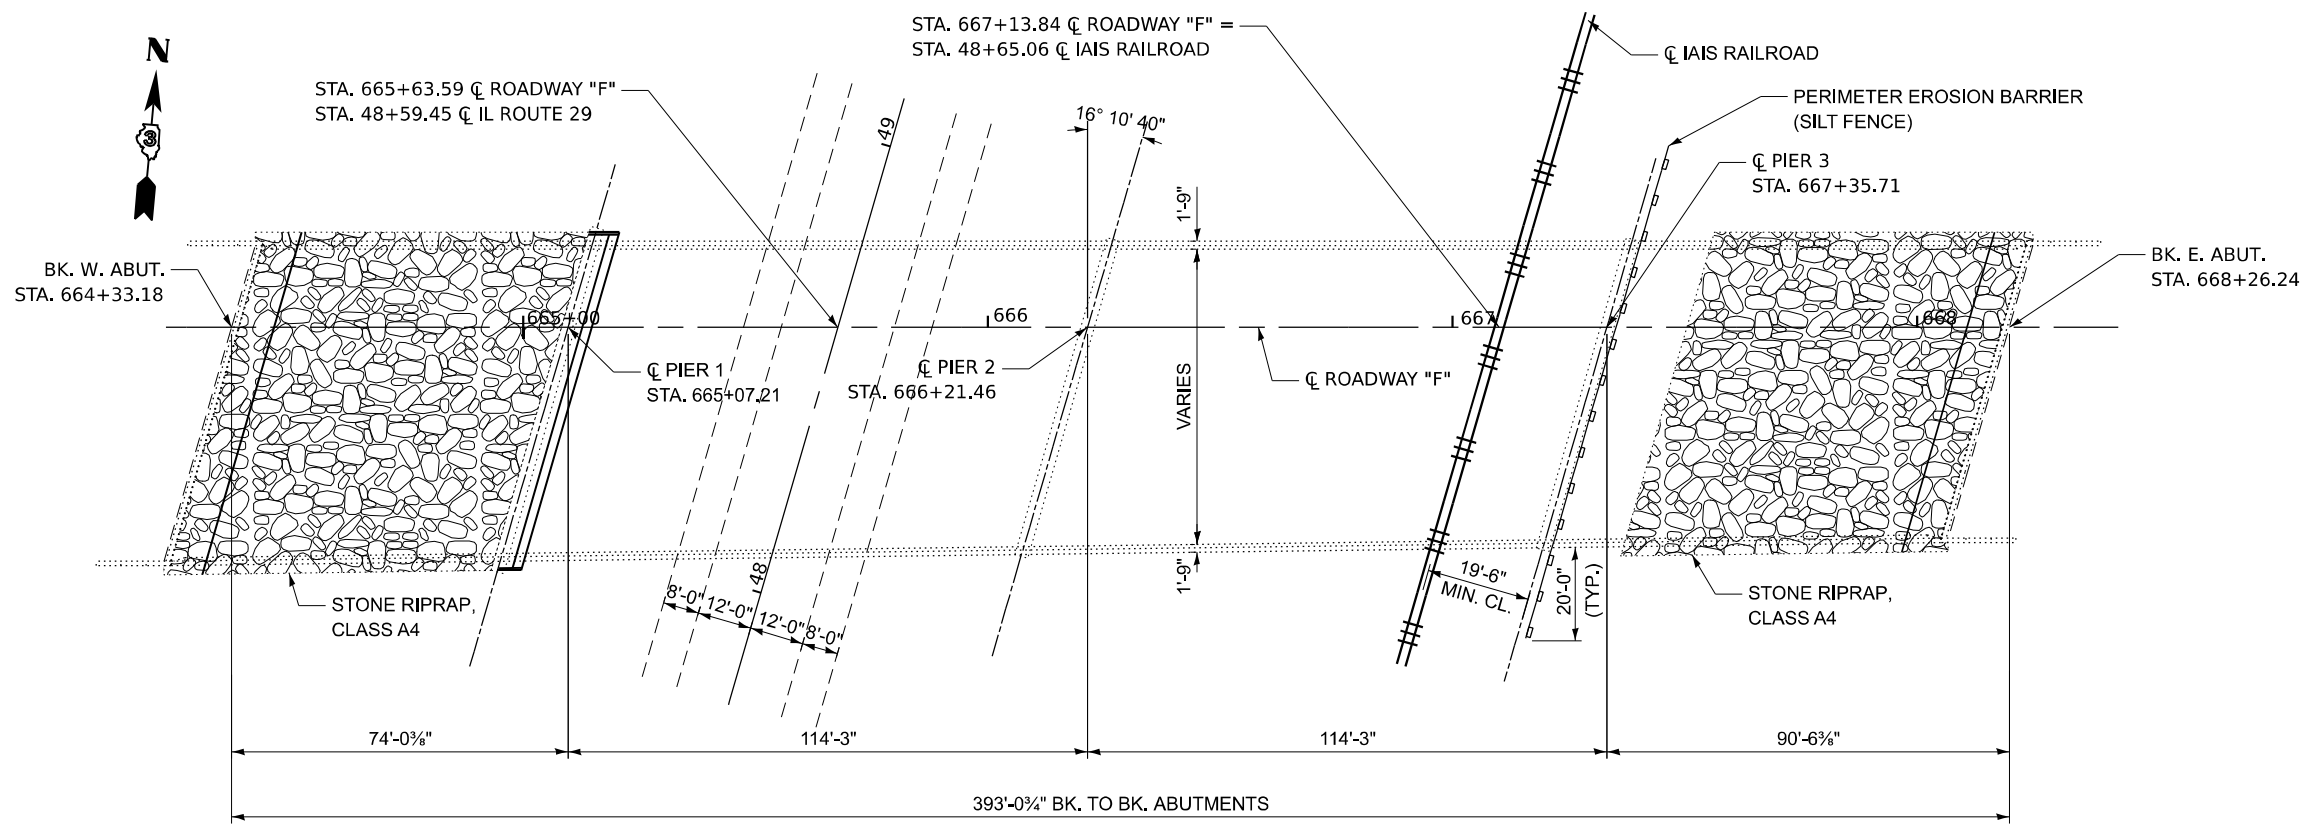 STA. 667+13.84 ℄ ROADWAY "F" =
STA. 48+65.06 ℄ IAIS RAILROAD
℄ IAIS RAILROAD
N
3
STA. 665+63.59 ℄ ROADWAY "F"
STA. 48+59.45 ℄ IL ROUTE 29
49
16° 10' 40"
PERIMETER EROSION BARRIER
(SILT FENCE)
℄ PIER 3
STA. 667+35.71
1'-9"
BK. W. ABUT.
STA. 664+33.18
BK. E. ABUT.
STA. 668+26.24
665+00
666
667
668
℄ PIER 1
STA. 665+07.21
℄ PIER 2
STA. 666+21.46
℄ ROADWAY "F"
VARIES
1'-9"
48
8'-0"
12'-0"
12'-0"
8'-0"
19'-6"
MIN. CL.
20'-0"
(TYP.)
STONE RIPRAP,
CLASS A4
STONE RIPRAP,
CLASS A4
74'-0⅜"
114'-3"
114'-3"
90'-6⅜"
393'-0¾" BK. TO BK. ABUTMENTS